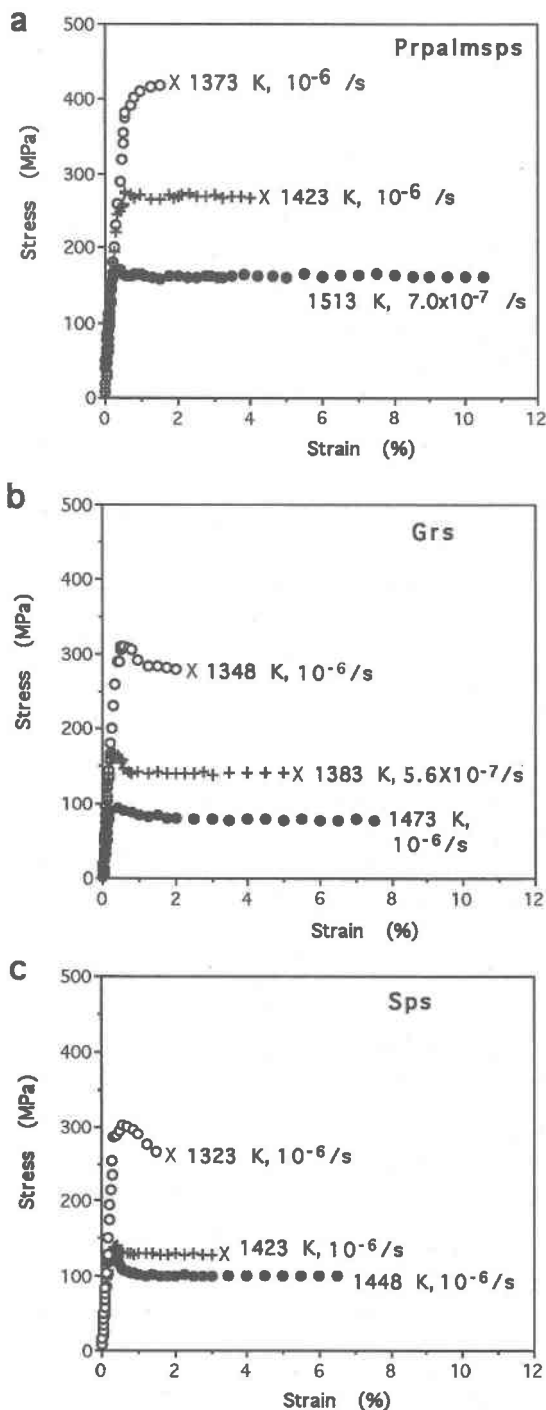 a
500
400
300
200
100
0
Stress (MPa)
Prpalmsps
X 1373 K, 10⁻⁶ /s
X 1423 K, 10⁻⁶ /s
1513 K, 7.0x10⁻⁷ /s
0 2 4 6 8 10 12
Strain (%)
b
500
400
300
200
100
0
Stress (MPa)
Grs
X 1348 K, 10⁻⁶/s
X 1383 K, 5.6X10⁻⁷/s
1473 K,
10⁻⁶/s
0 2 4 6 8 10 12
Strain (%)
c
500
400
300
200
100
0
Stress (MPa)
Sps
X 1323 K, 10⁻⁶/s
X 1423 K, 10⁻⁶/s
1448 K, 10⁻⁶/s
0 2 4 6 8 10 12
Strain (%)